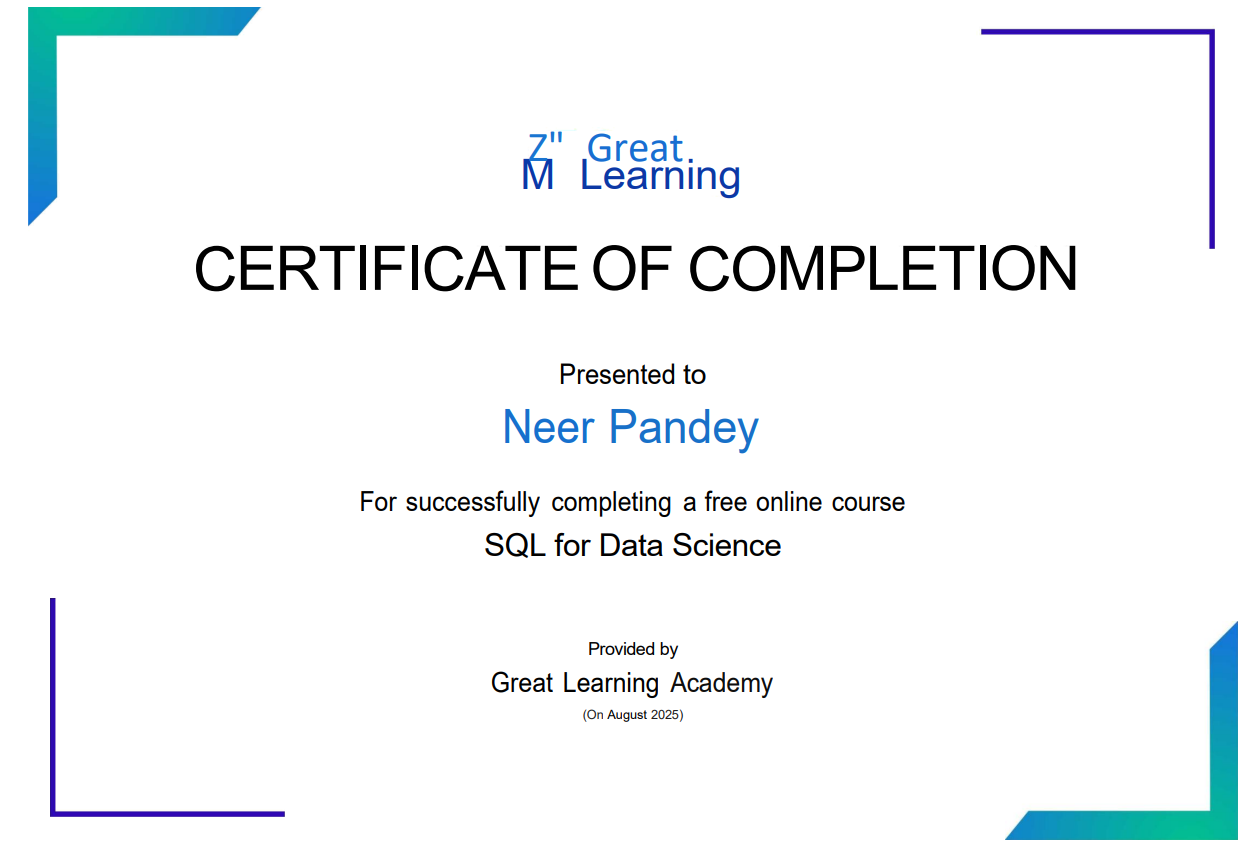 Z" Great
M Learning
CERTIFICATE OF COMPLETION
Presented to
Neer Pandey
For successfully completing a free online course
SQL for Data Science
Provided by
Great Learning Academy
(On August 2025)